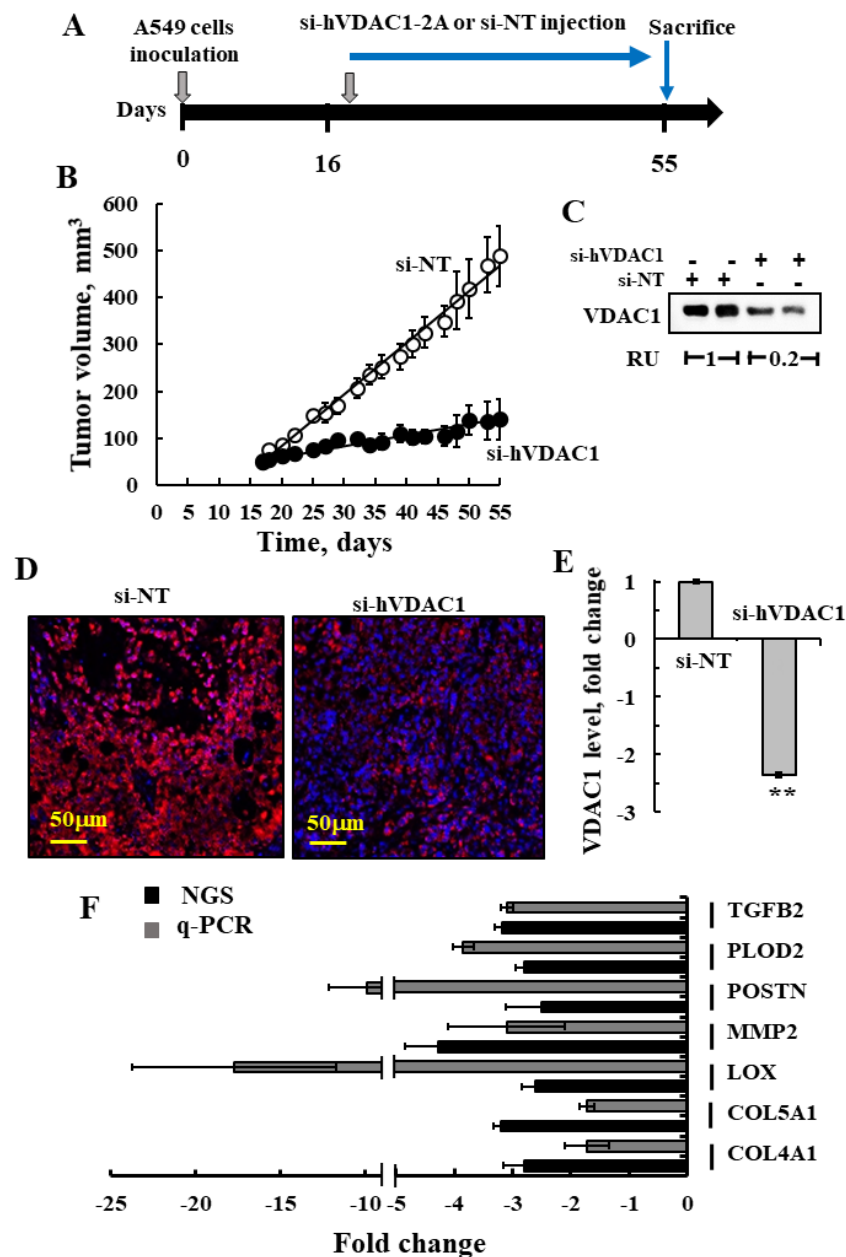 A
A549 cells
inoculation
si-hVDAC1-2A or si-NT injection
Sacrifice
Days
0
16
55
B
Tumor volume, mm³
600
500
400
300
200
100
0
si-NT
si-hVDAC1
0 5 10 15 20 25 30 35 40 45 50 55
Time, days
C
si-hVDAC1 - - + +
si-NT + + - -
VDAC1
RU 1 0.2
D
si-NT
si-hVDAC1
50µm
50µm
E
VDAC1 level, fold change
1
0
-1
-2
-3
si-hVDAC1
si-NT
**
F
NGS
q-PCR
TGFB2
PLOD2
POSTN
MMP2
LOX
COL5A1
COL4A1
-25 -20 -15 -10 -5 -4 -3 -2 -1 0
Fold change